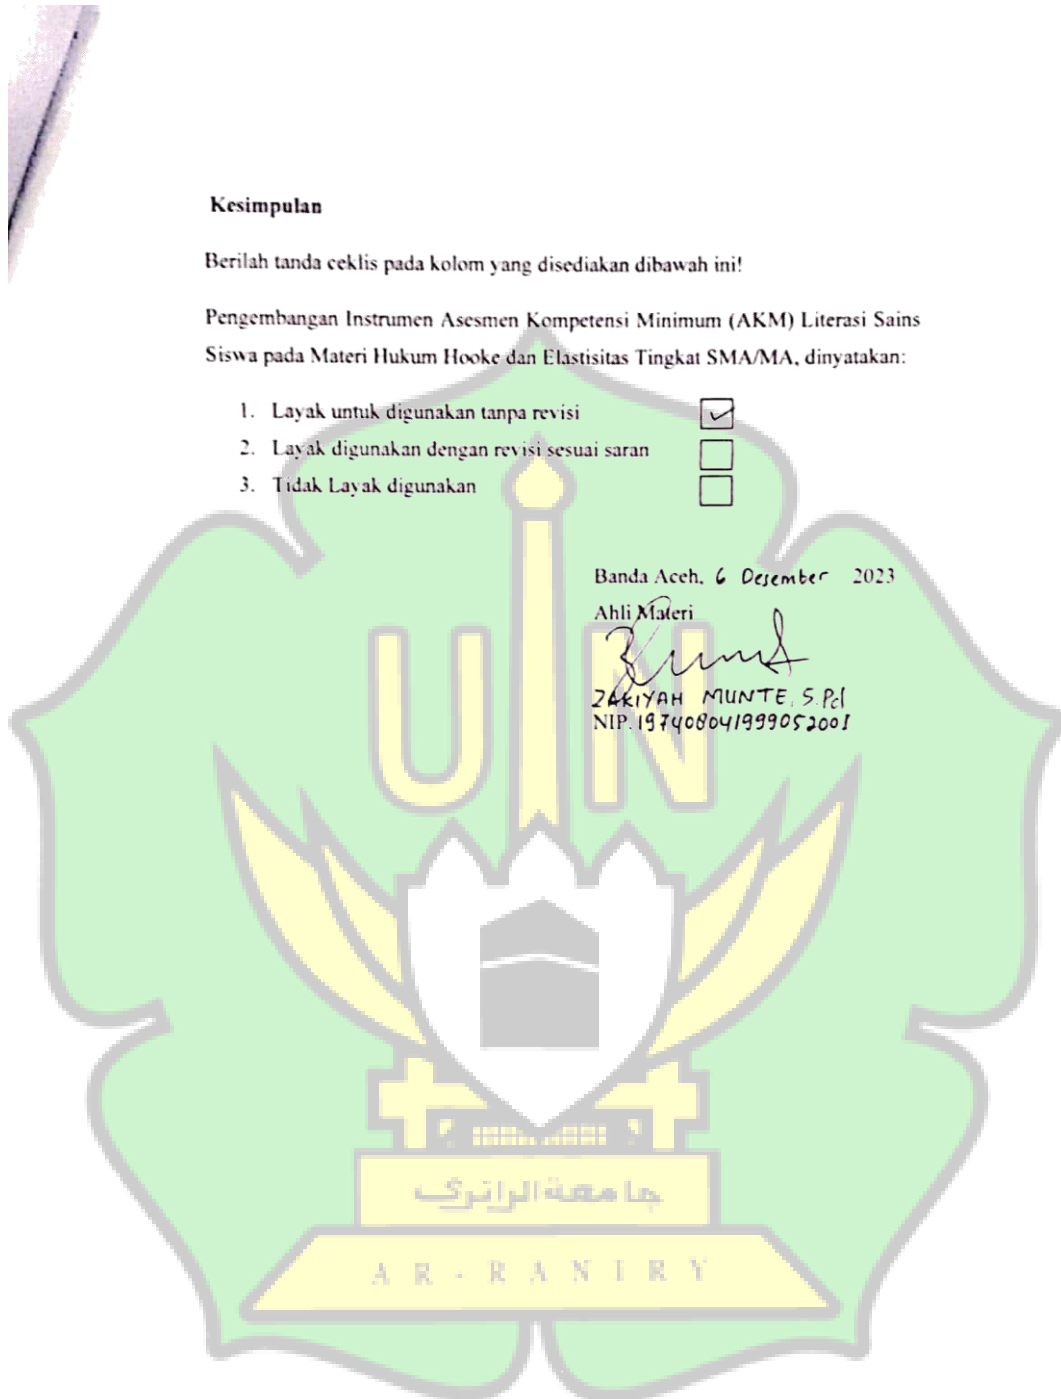 Kesimpulan
Berilah tanda ceklis pada kolom yang disediakan dibawah ini!
Pengembangan Instrumen Asesmen Kompetensi Minimum (AKM) Literasi Sains
Siswa pada Materi Hukum Hooke dan Elastisitas Tingkat SMA/MA, dinyatakan:
1. Layak untuk digunakan tanpa revisi
2. Layak digunakan dengan revisi sesuai saran
3. Tidak Layak digunakan
Banda Aceh, 6 Desember 2023
Ahli Materi
ZAKIYAH MUNTE, S.Pd
NIP. 197408041999052001
UIN
جامعة الرانري
AR-RANIRY